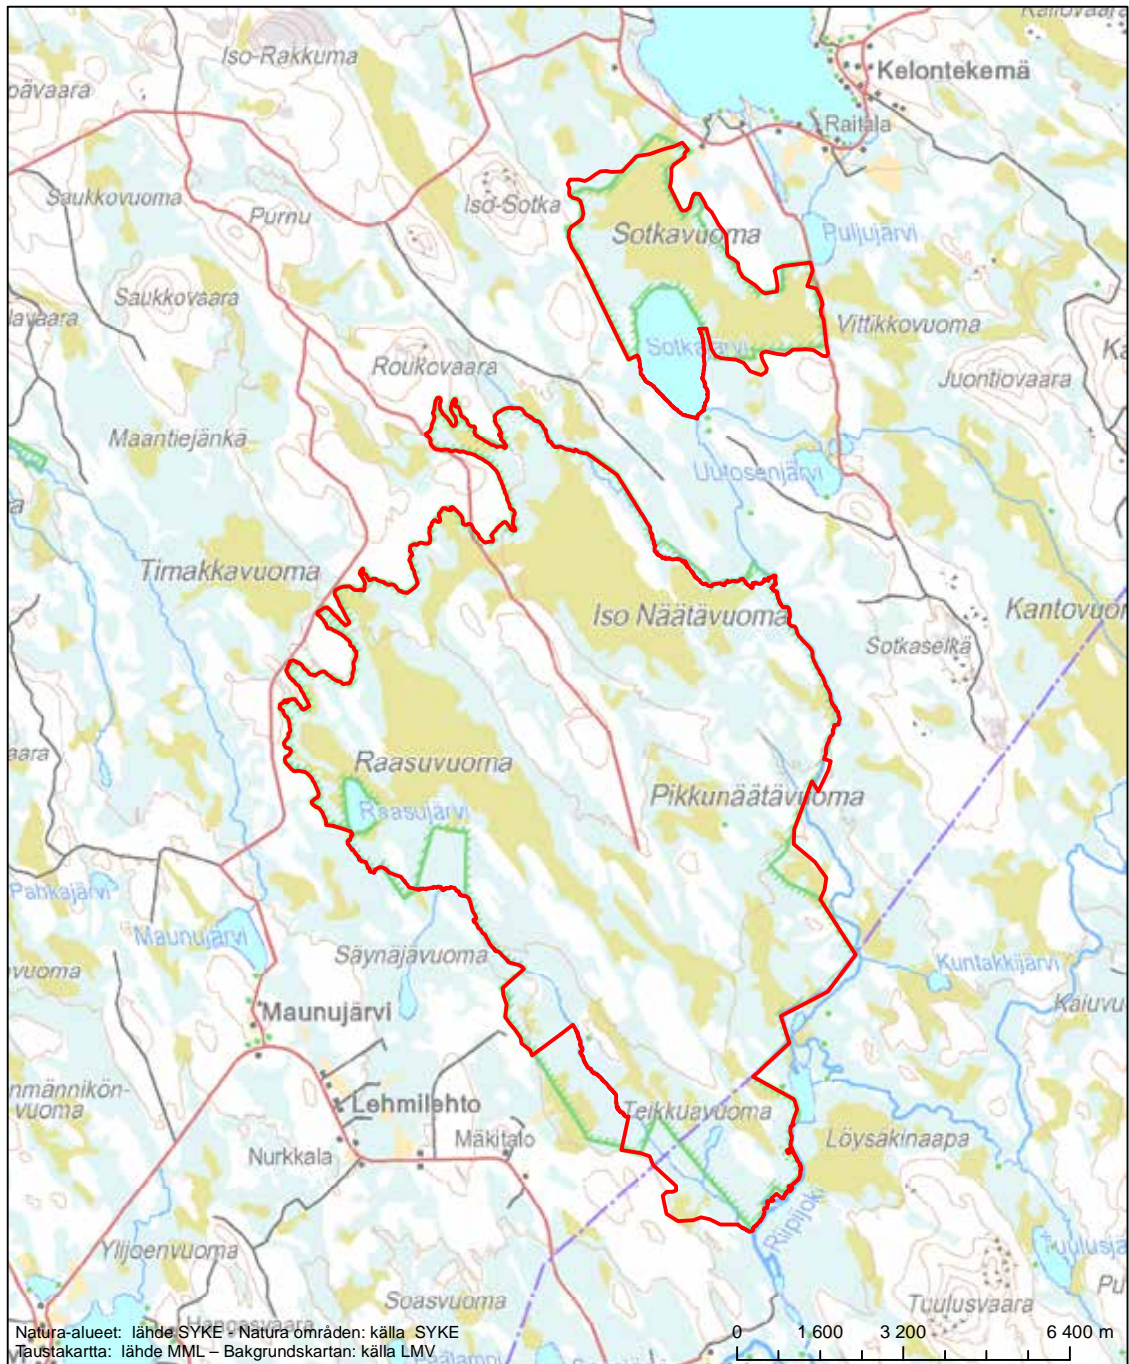 Iso-Rakkuma
Kelontekemä
Raitala
Saukkovuoma
Iso-Sotka
Purnu
Sotkavuoma
Puljujärvi
Saukkovaara
Vittikkovuoma
Sotkajärvi
Roukovaara
Juontiovaara
Maantiejänkä
Uutosenjärvi
Timakkavuoma
Iso Näätävuoma
Sotkaselkä
Raasuvuoma
Pikkunäätävuoma
Raasujärvi
Pahkajärvi
Maunujärvi
Säynäjävuoma
Kuntakkijärvi
Maunujärvi
Lehmilehto
Teikkuavuoma
Mäkitalo
Löysäkinaapa
Nurkkala
Riipijoki
Ylijoenvuoma
Soasvuoma
Tuulusvaara
Hangasvaara
Natura-alueet: lähde SYKE - Natura områden: källa SYKE
Taustakartta: lähde MML – Bakgrundskartan: källa LMV
0 1 600 3 200 6 400 m